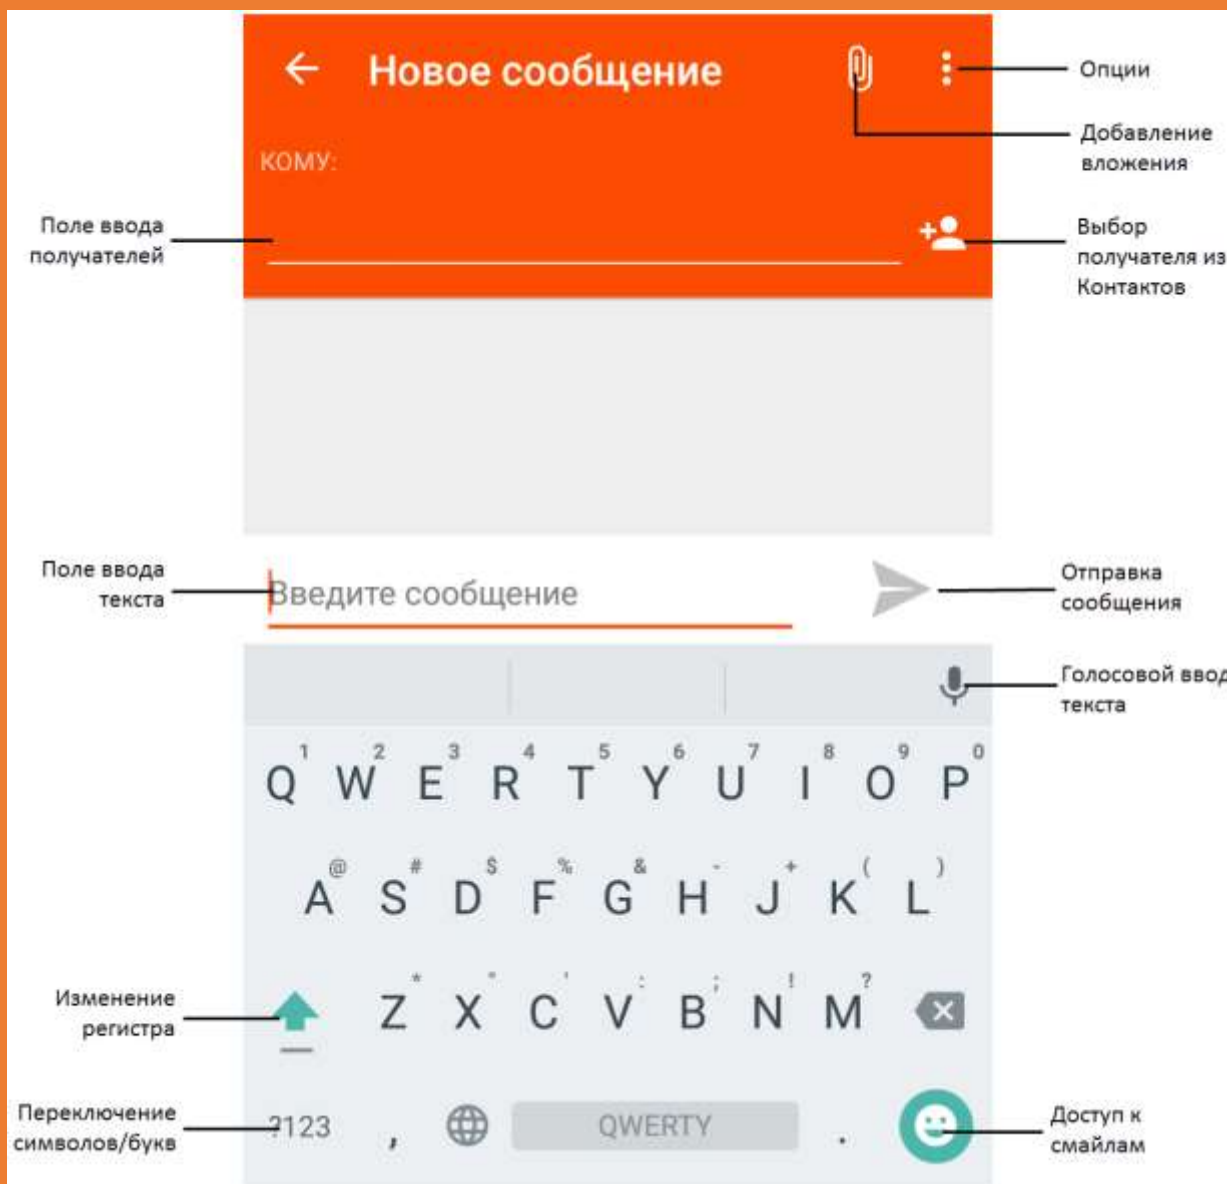 Новое сообщение
Опции
Добавление
вложения
КОМУ:
Поле ввода
получателей
Выбор
получателя из
Контактов
Поле ввода
текста
Введите сообщение
Отправка
сообщения
Голосовой ввод
текста
1 2 3 4 5 6 7 8 9 0
Q W E R T Y U I O P
@ # $ % & - + ( )
A S D F G H J K L
* " ' : ; ! ?
Z X C V B N M
Изменение
регистра
Переключение
символов/букв
?123 , QWERTY .
Доступ к
смайлам